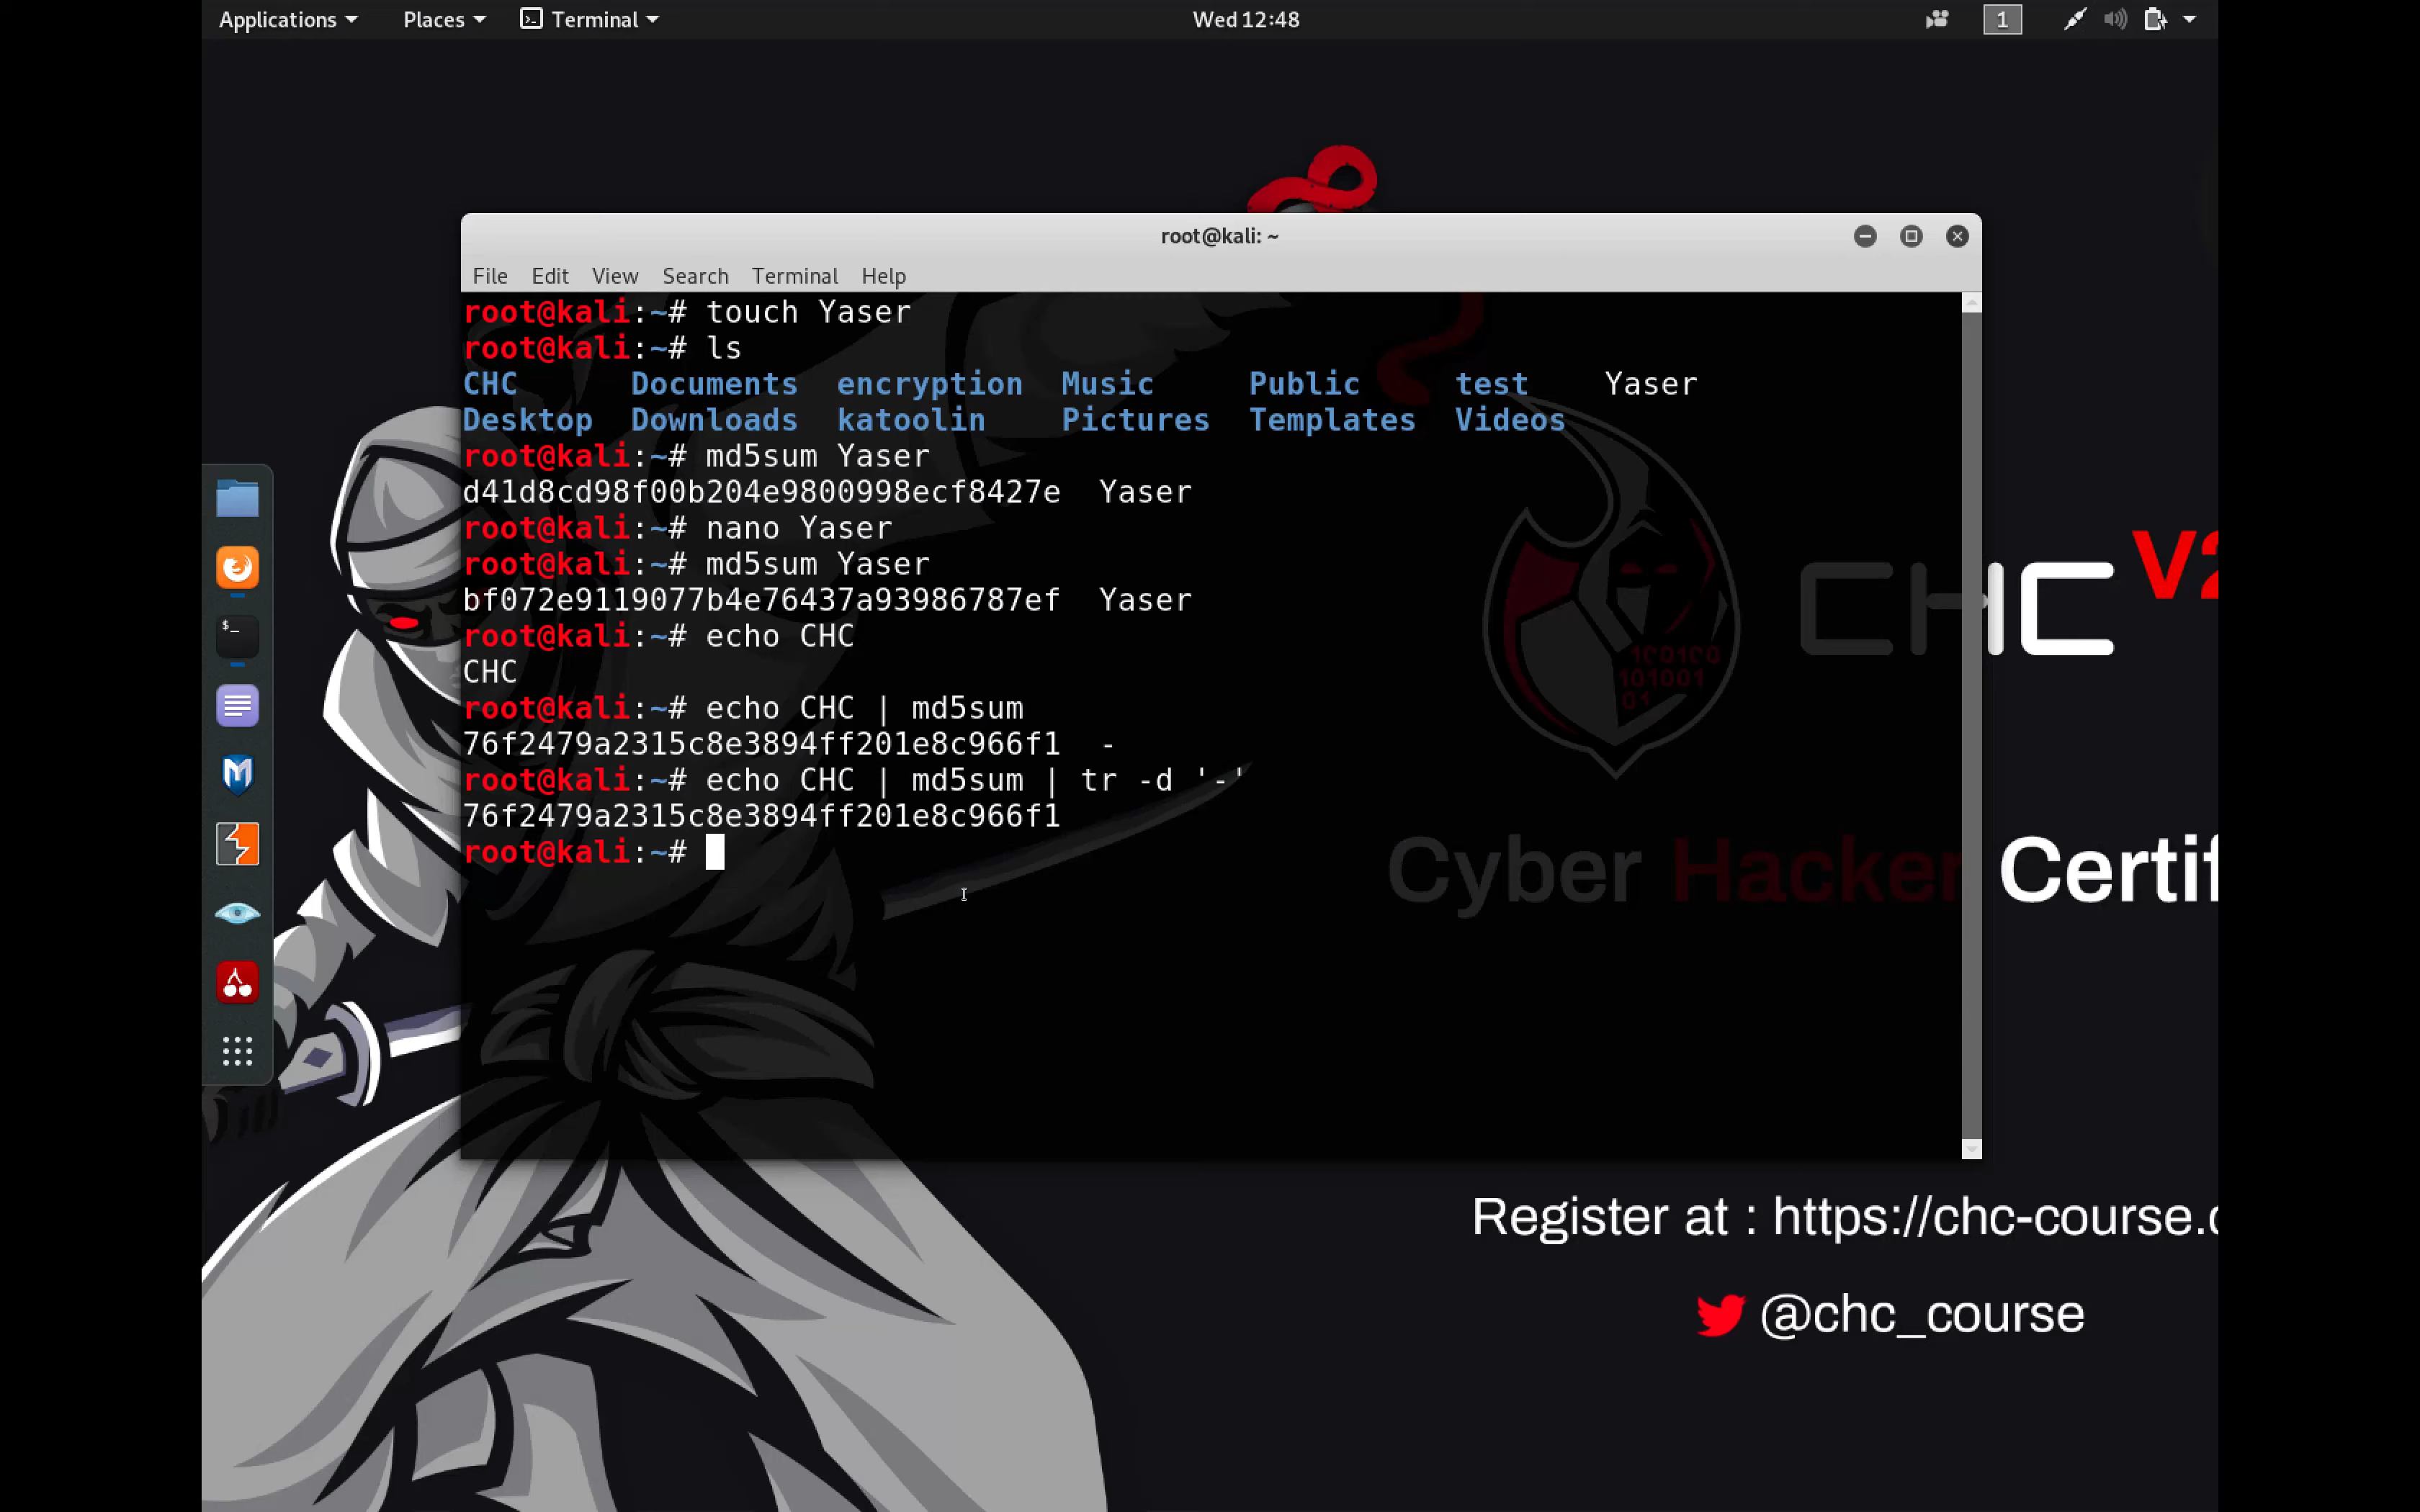 Applications Places Terminal Wed 12:48 1
root@kali: ~
File Edit View Search Terminal Help
root@kali:~# touch Yaser
root@kali:~# ls
CHC Documents encryption Music Public test Yaser
Desktop Downloads katoolin Pictures Templates Videos
root@kali:~# md5sum Yaser
d41d8cd98f00b204e9800998ecf8427e  Yaser
root@kali:~# nano Yaser
root@kali:~# md5sum Yaser
bf072e9119077b4e76437a93986787ef  Yaser
root@kali:~# echo CHC
CHC
root@kali:~# echo CHC | md5sum
76f2479a2315c8e3894ff201e8c966f1  -
root@kali:~# echo CHC | md5sum | tr -d '-'
76f2479a2315c8e3894ff201e8c966f1
root@kali:~#
$_
CHC V2
100100
101001
01
Cyber Hacker Certif
Register at : https://chc-course.c
@chc_course